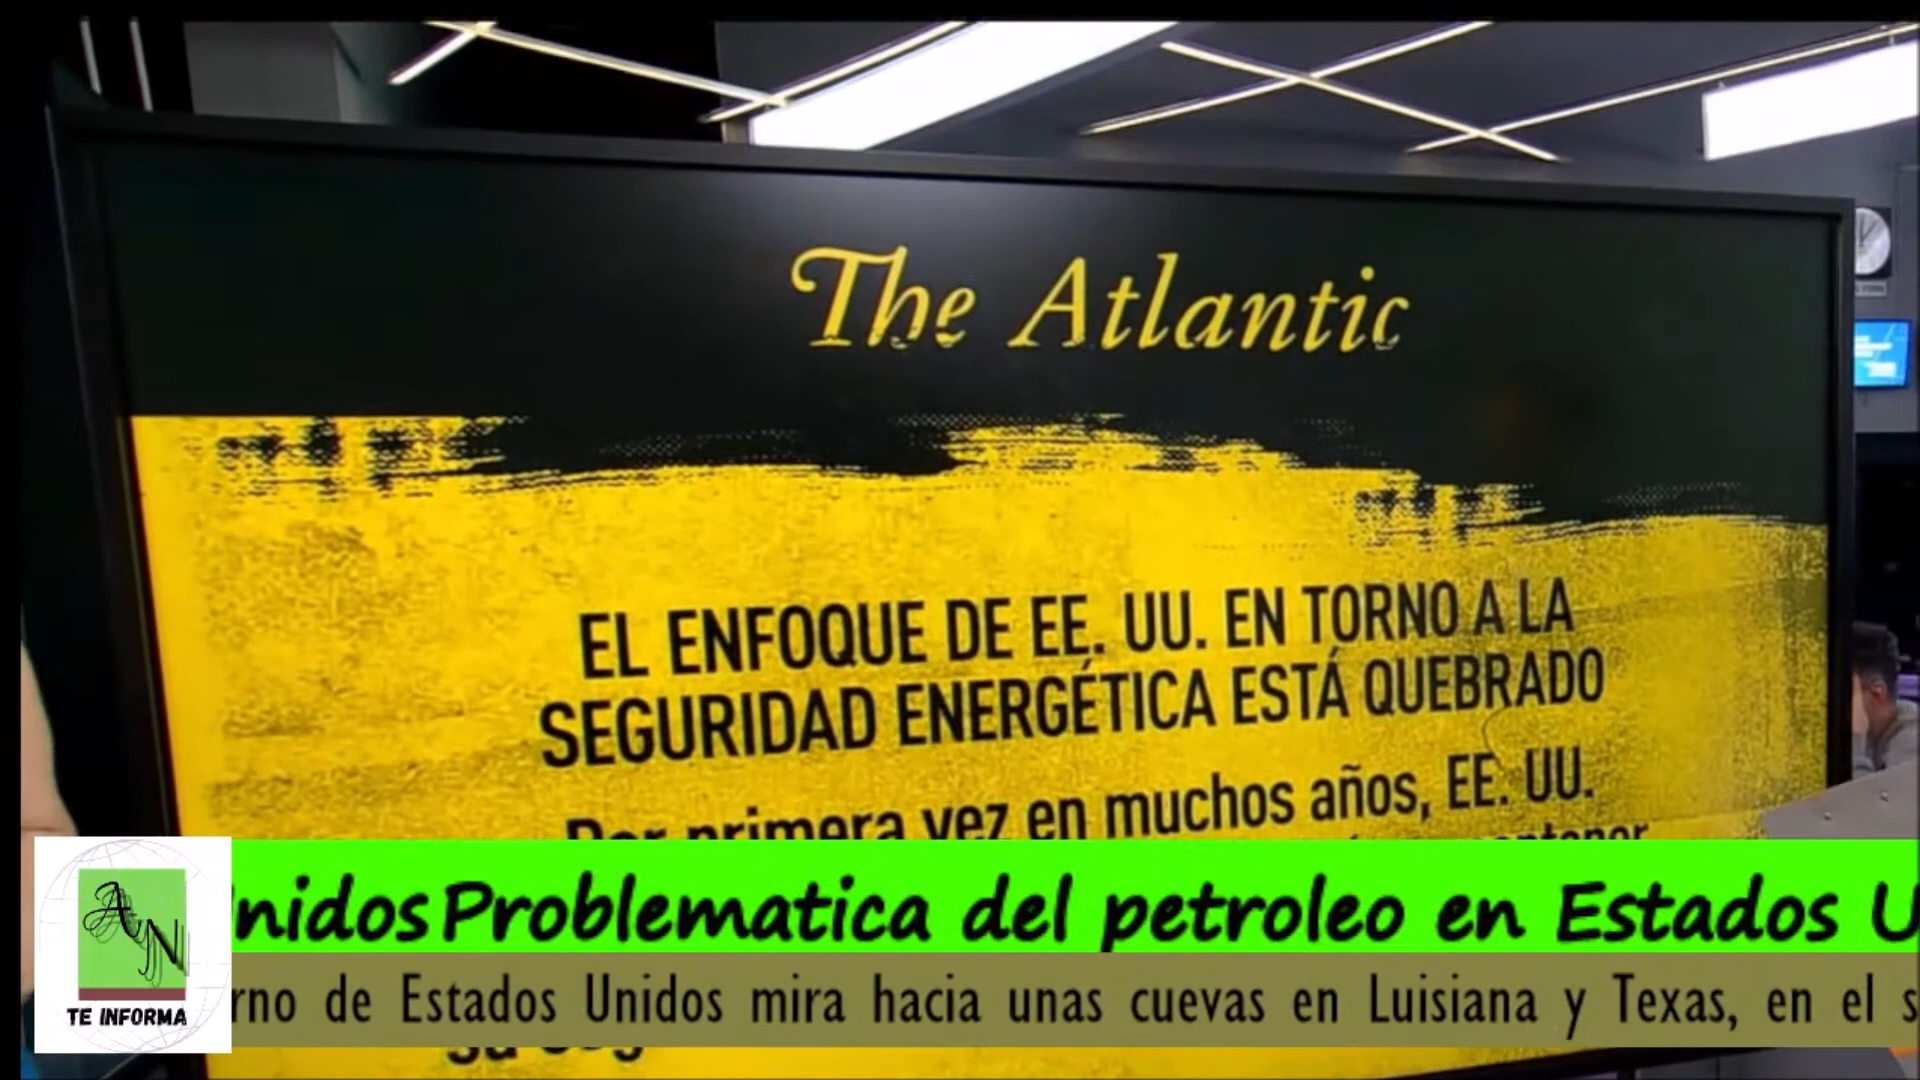 The Atlantic
EL ENFOQUE DE EE. UU. EN TORNO A LA
SEGURIDAD ENERGÉTICA ESTÁ QUEBRADO
Por primera vez en muchos años, EE. UU.
mantener
nidos Problematica del petroleo en Estados U
rno de Estados Unidos mira hacia unas cuevas en Luisiana y Texas, en el s
AN
TE INFORMA